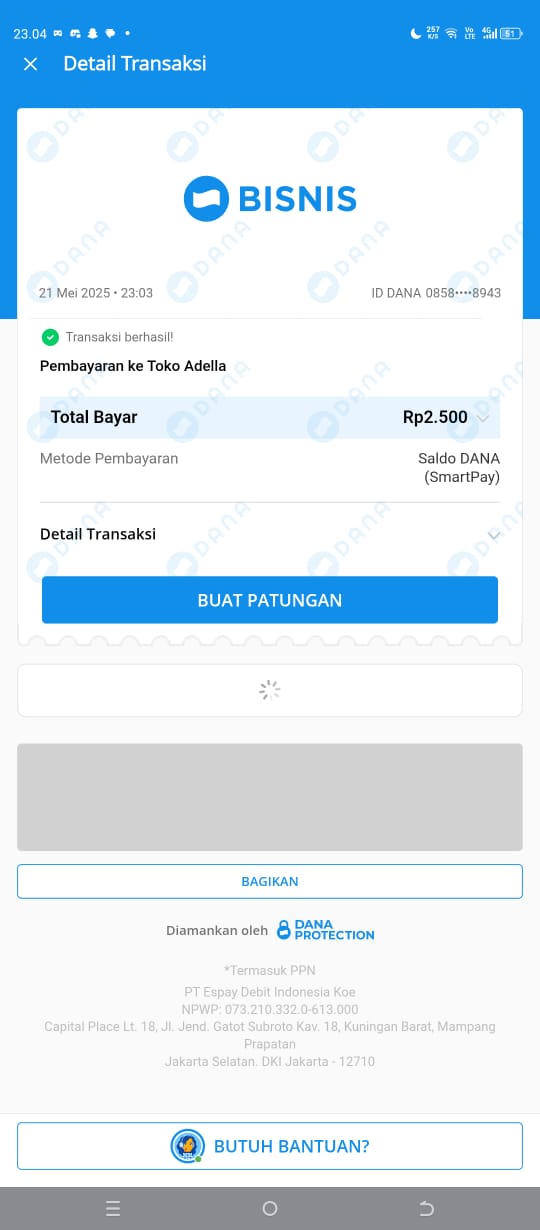 23.04
257 K/S
Vo LTE
4G
51
Detail Transaksi
BISNIS
21 Mei 2025 • 23:03
ID DANA 0858••••8943
Transaksi berhasil!
Pembayaran ke Toko Adella
Total Bayar
Rp2.500
Metode Pembayaran
Saldo DANA
(SmartPay)
Detail Transaksi
BUAT PATUNGAN
BAGIKAN
Diamankan oleh
DANA
PROTECTION
*Termasuk PPN
PT Espay Debit Indonesia Koe
NPWP: 073.210.332.0-613.000
Capital Place Lt. 18, Jl. Jend. Gatot Subroto Kav. 18, Kuningan Barat, Mampang
Prapatan
Jakarta Selatan. DKI Jakarta - 12710
BUTUH BANTUAN?